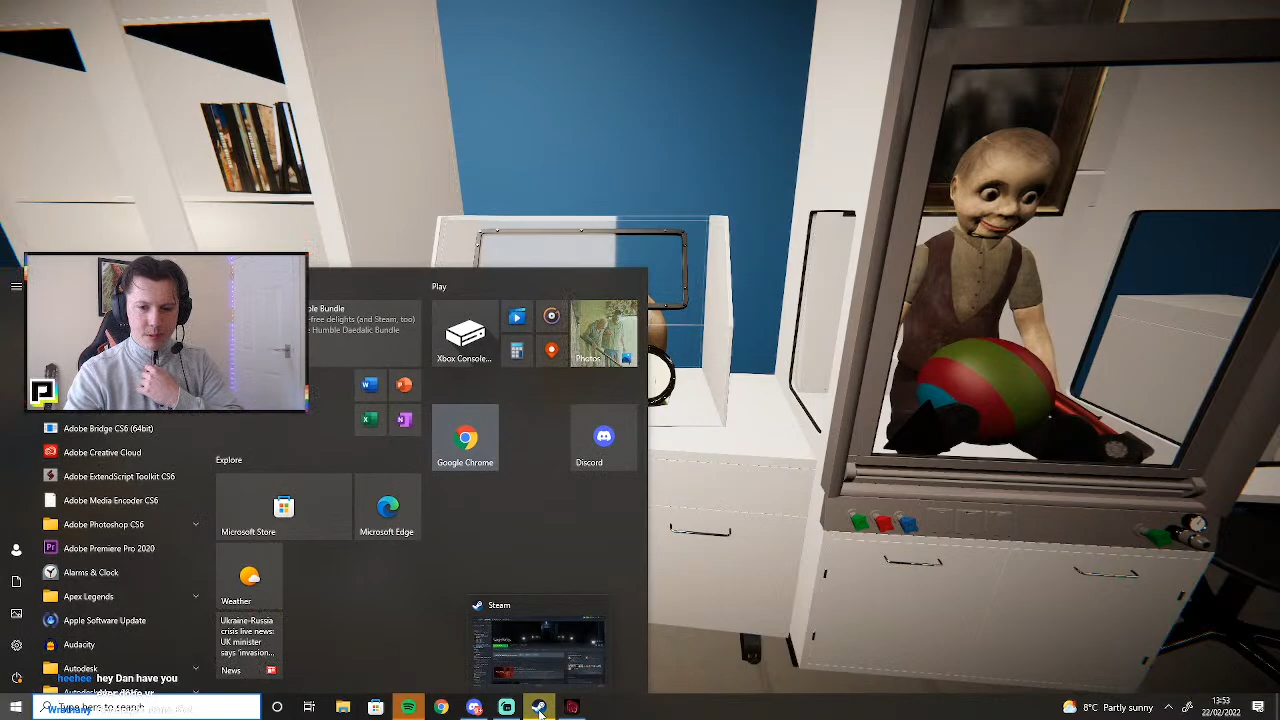 Play
ble Bundle
-free delights (and Steam, too)
Humble Daedalic Bundle
Xbox Console...
Photos
Google Chrome
Discord
Explore
Microsoft Store
Microsoft Edge
Weather
Ukraine-Russia
crisis live news:
UK minister
says 'invasion...
News
Adobe Bridge CS6 (64bit)
Adobe Creative Cloud
Adobe ExtendScript Toolkit CS6
Adobe Media Encoder CS6
Adobe Photoshop CS6
Adobe Premiere Pro 2020
Alarms & Clock
Apex Legends
Apple Software Update
Audacity
Autodesk
heehee hey Dan have you
Steam
Type here to search
8°C Partly sunny
13:53
22/02/2022